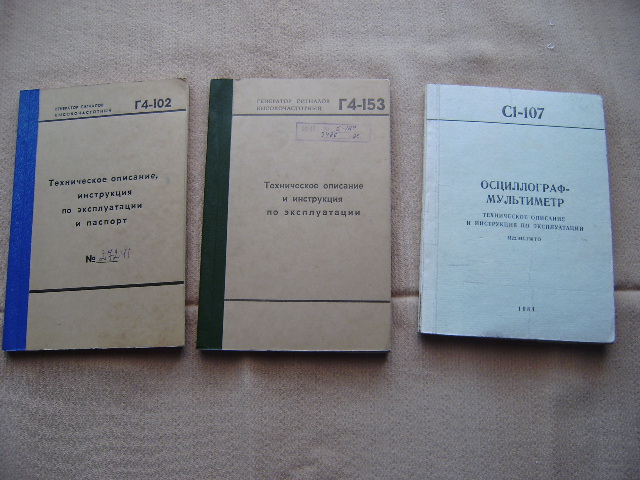 ГЕНЕРАТОР СИГНАЛОВ
ВЫСОКОЧАСТОТНЫЙ
Г4-102
Техническое описание,
инструкция
по эксплуатации
и паспорт
№
ГЕНЕРАТОР СИГНАЛОВ
ВЫСОКОЧАСТОТНЫЙ
Г4-153
Техническое описание
и инструкция
по эксплуатации
С1-107
ОСЦИЛЛОГРАФ-
МУЛЬТИМЕТР
ТЕХНИЧЕСКОЕ ОПИСАНИЕ
И ИНСТРУКЦИЯ ПО ЭКСПЛУАТАЦИИ